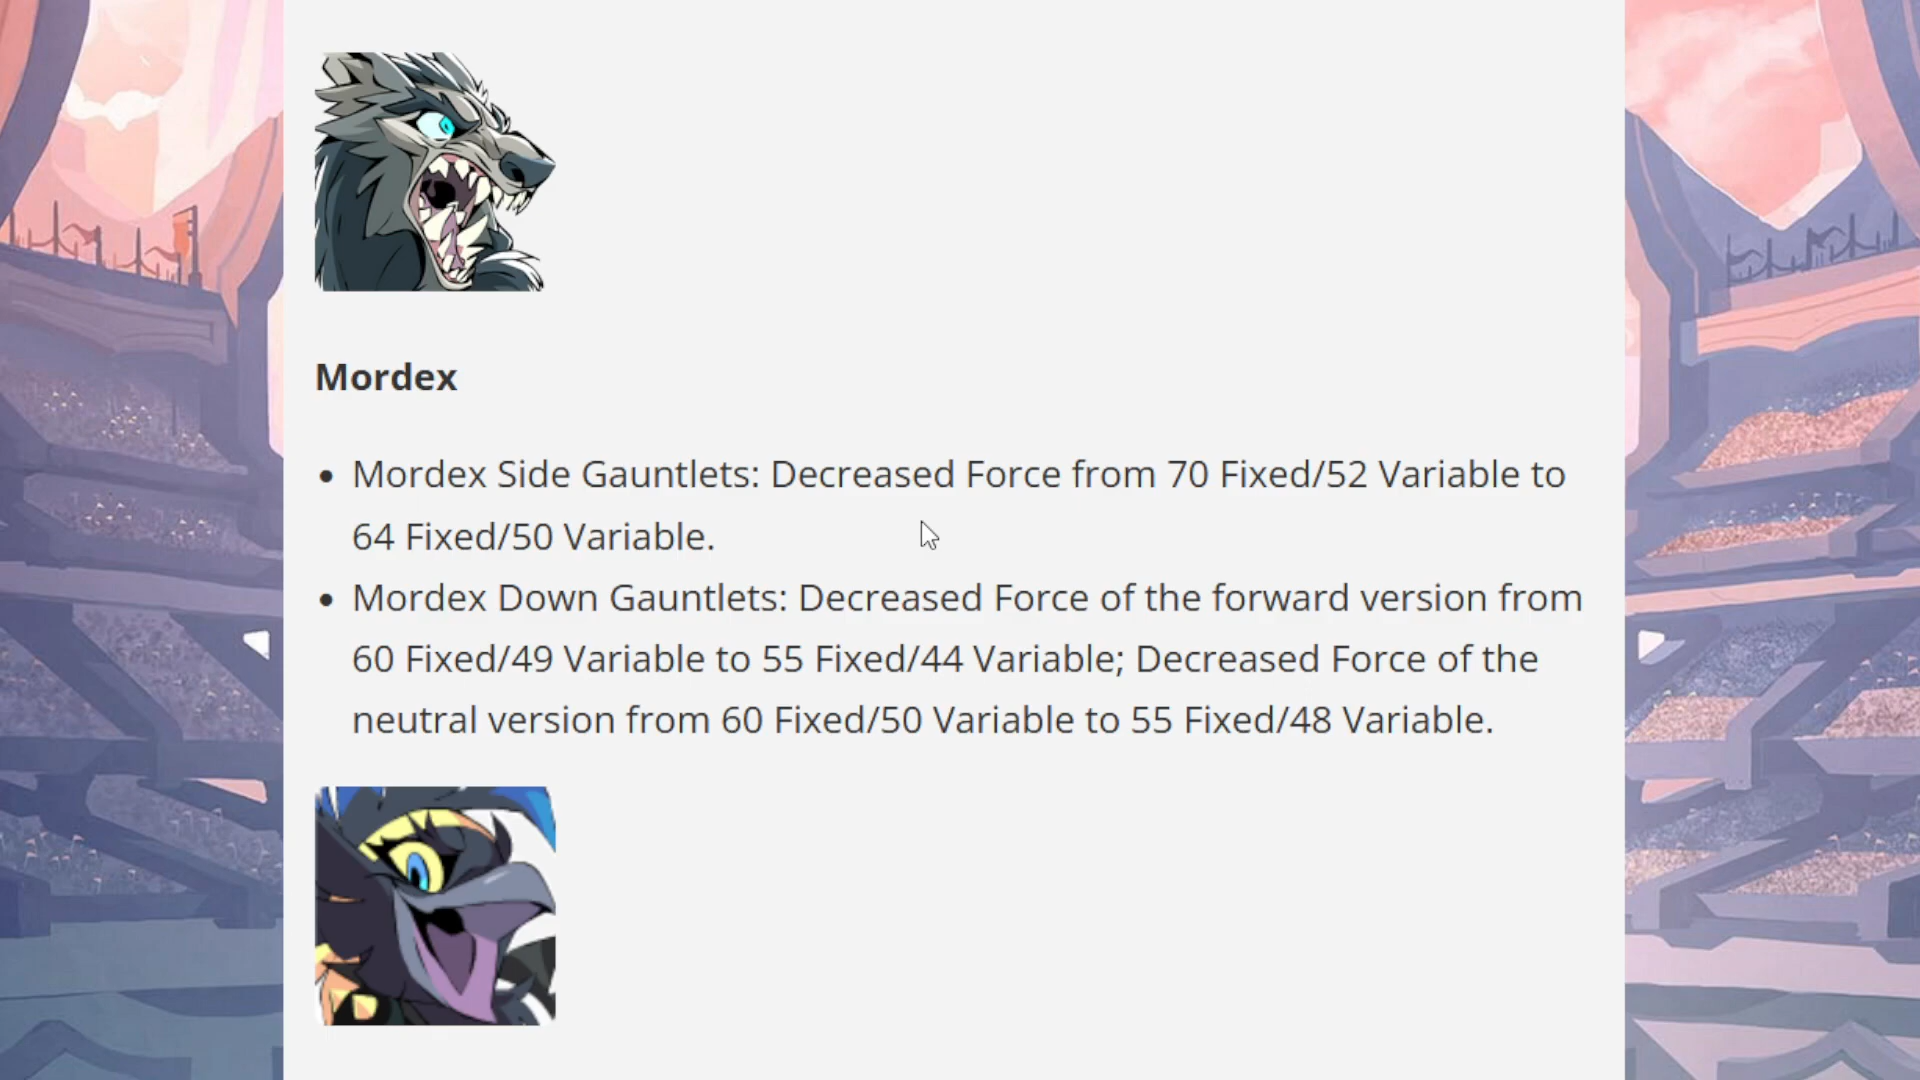 Mordex
• Mordex Side Gauntlets: Decreased Force from 70 Fixed/52 Variable to
64 Fixed/50 Variable.
• Mordex Down Gauntlets: Decreased Force of the forward version from
60 Fixed/49 Variable to 55 Fixed/44 Variable; Decreased Force of the
neutral version from 60 Fixed/50 Variable to 55 Fixed/48 Variable.